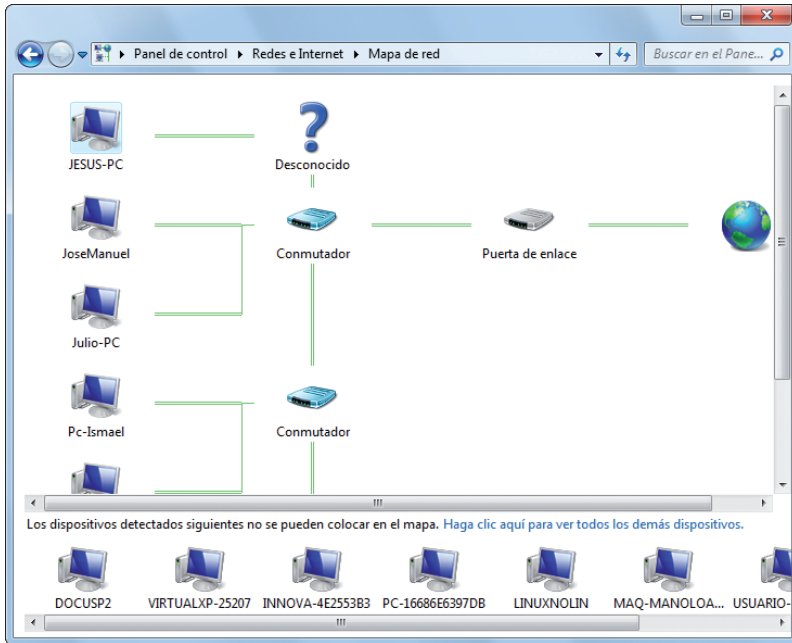 Panel de control Redes e Internet Mapa de red
Buscar en el Pane...
JESUS-PC
Desconocido
JoseManuel
Conmutador
Puerta de enlace
Julio-PC
Pc-Ismael
Conmutador
Los dispositivos detectados siguientes no se pueden colocar en el mapa. Haga clic aquí para ver todos los demás dispositivos.
DOCUSP2
VIRTUALXP-25207
INNOVA-4E2553B3
PC-16686E6397DB
LINUXNOLIN
MAQ-MANOLOA...
USUARIO-